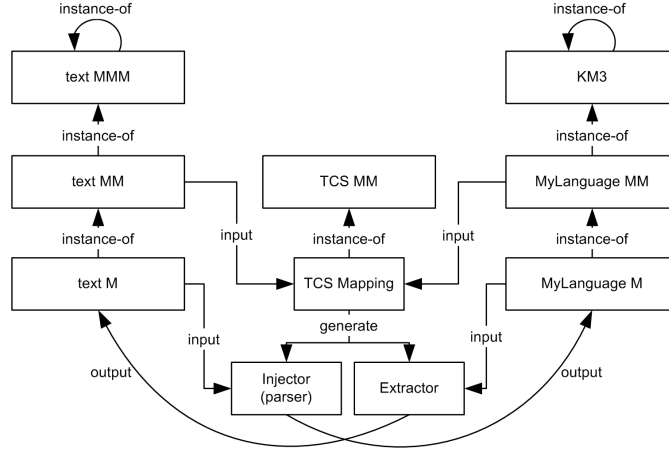 instance-of
instance-of
text MMM
KM3
instance-of
instance-of
text MM
TCS MM
MyLanguage MM
instance-of
input
instance-of
input
instance-of
text M
TCS Mapping
MyLanguage M
input
generate
input
output
Injector
(parser)
Extractor
output